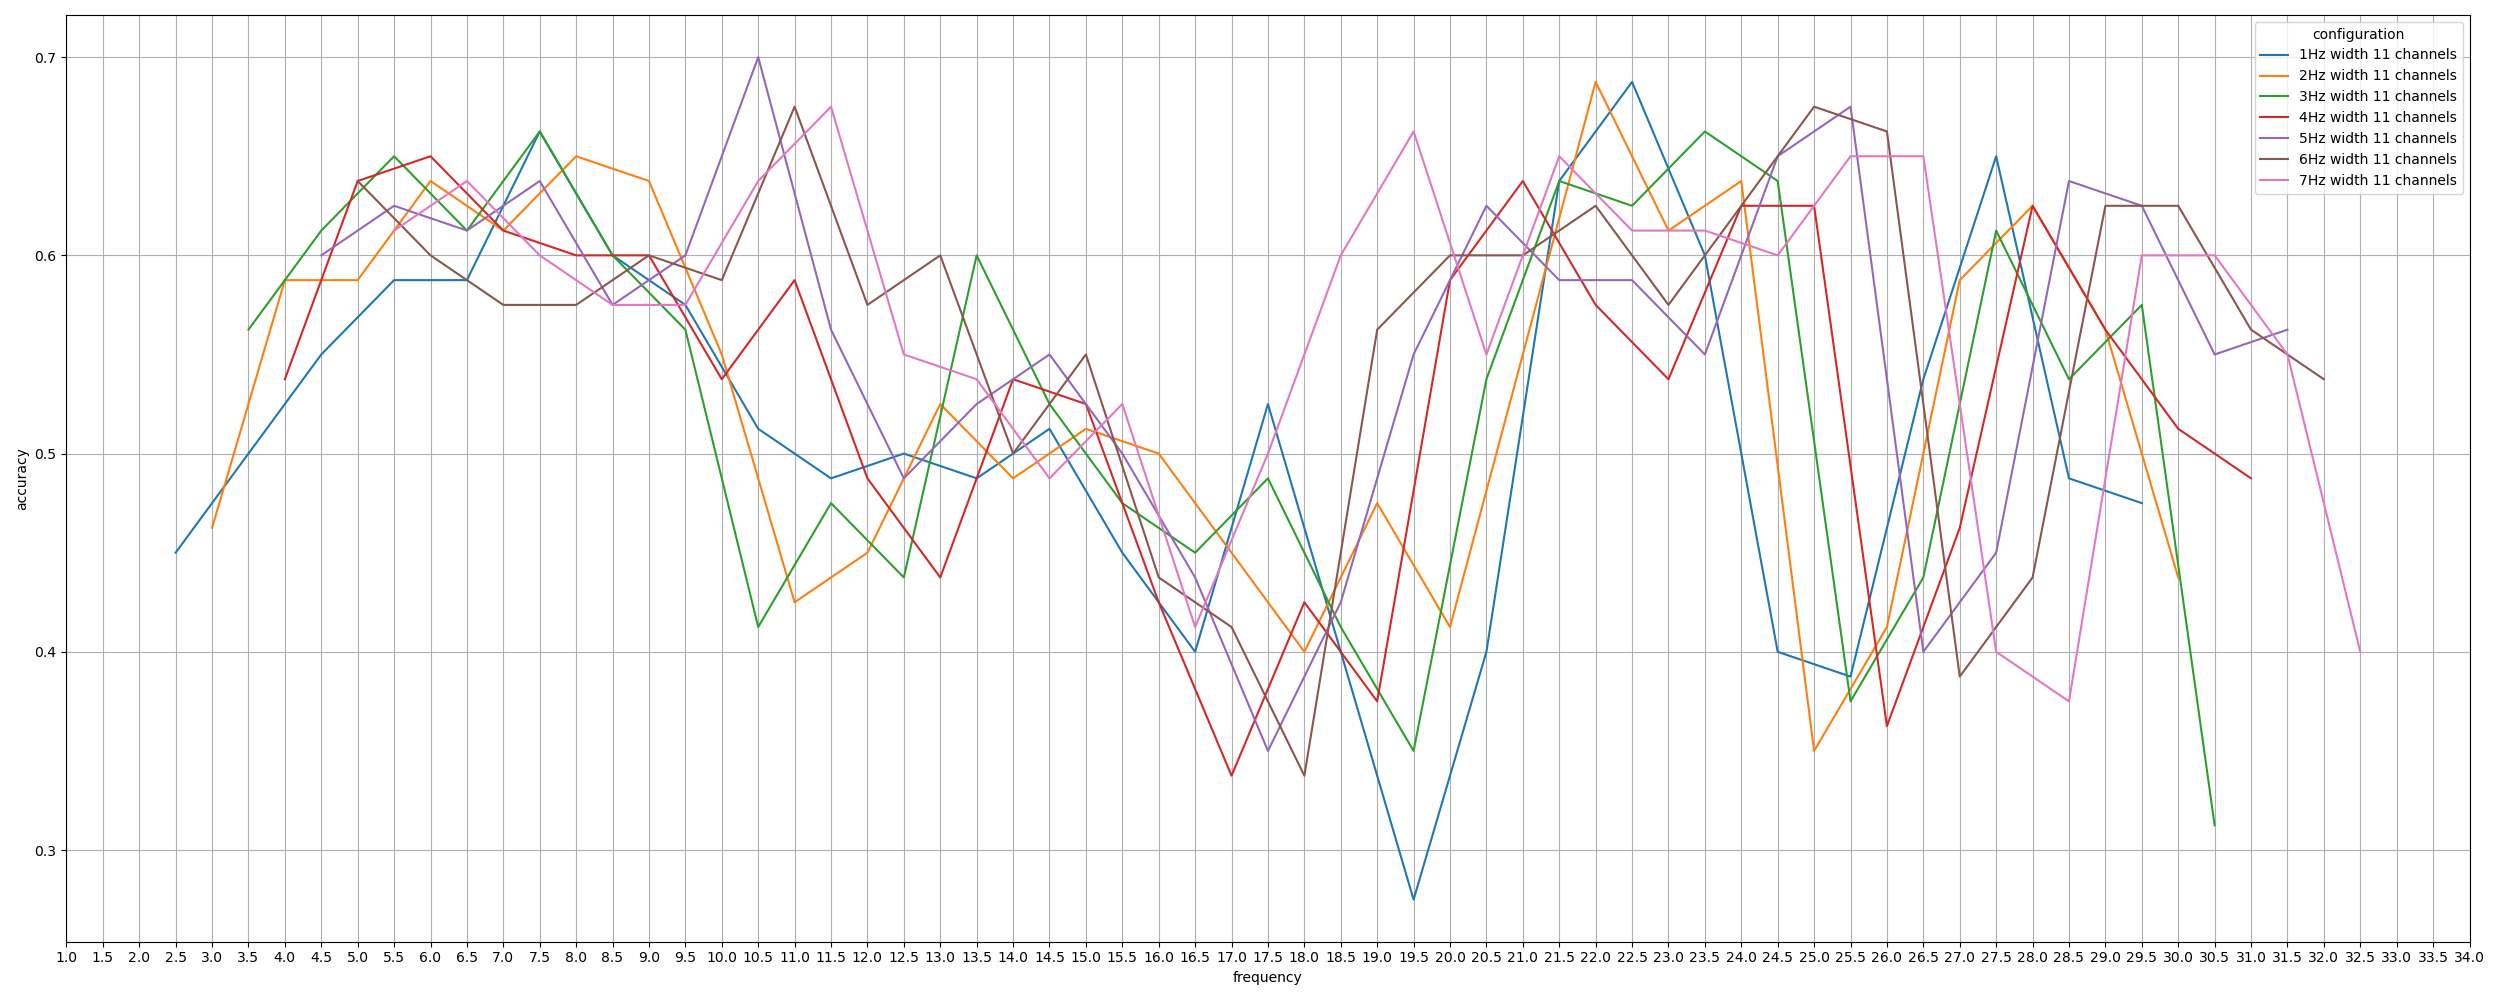 configuration
1Hz width 11 channels
2Hz width 11 channels
3Hz width 11 channels
4Hz width 11 channels
5Hz width 11 channels
6Hz width 11 channels
7Hz width 11 channels
0.7
0.6
0.5
0.4
0.3
accuracy
1.0 1.5 2.0 2.5 3.0 3.5 4.0 4.5 5.0 5.5 6.0 6.5 7.0 7.5 8.0 8.5 9.0 9.5 10.0 10.5 11.0 11.5 12.0 12.5 13.0 13.5 14.0 14.5 15.0 15.5 16.0 16.5 17.0 17.5 18.0 18.5 19.0 19.5 20.0 20.5 21.0 21.5 22.0 22.5 23.0 23.5 24.0 24.5 25.0 25.5 26.0 26.5 27.0 27.5 28.0 28.5 29.0 29.5 30.0 30.5 31.0 31.5 32.0 32.5 33.0 33.5 34.0
frequency